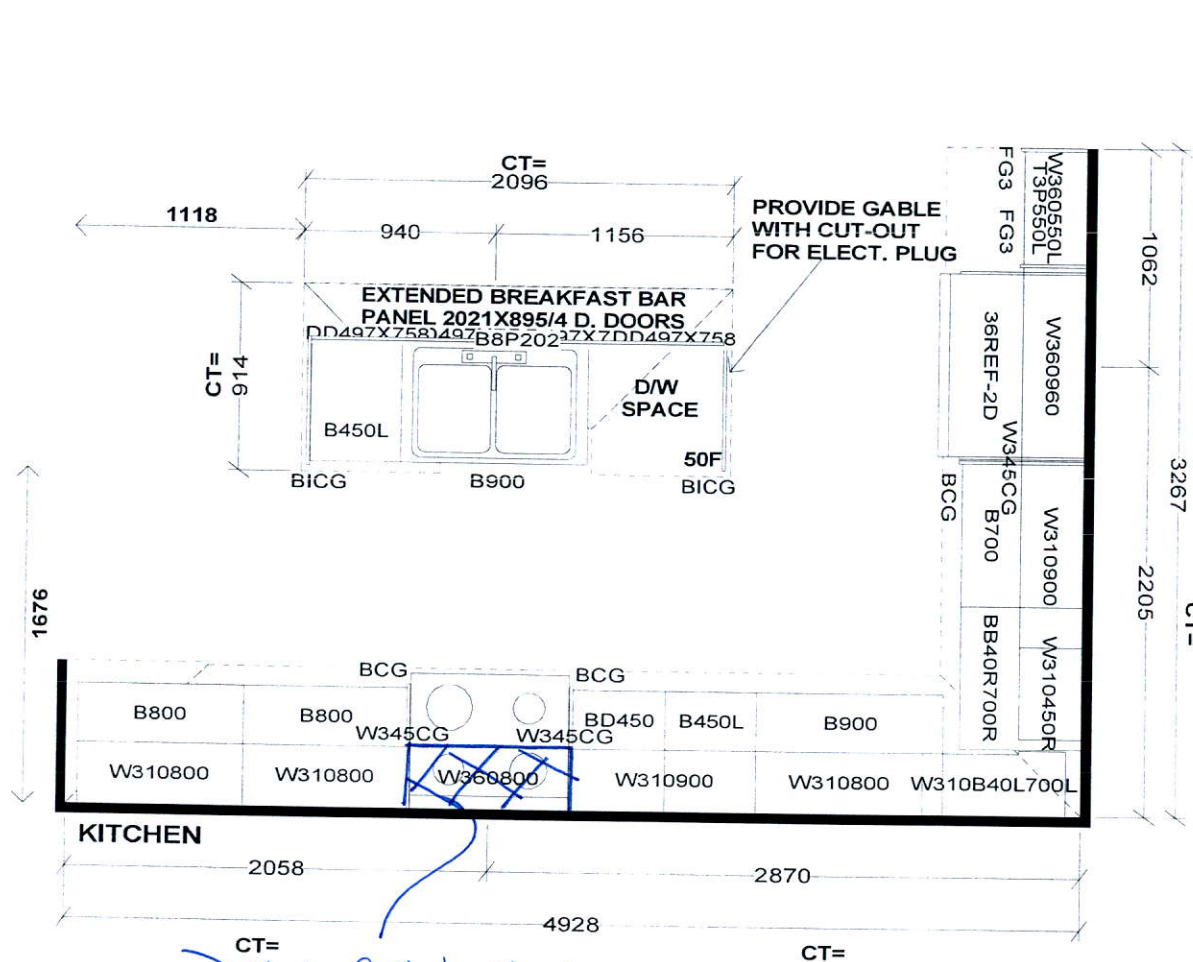 CT=
2096
1118
940
1156
PROVIDE GABLE
WITH CUT-OUT
FOR ELECT. PLUG
EXTENDED BREAKFAST BAR
PANEL 2021X895/4 D. DOORS
DD497X758
DD497X758
B8P202
CT=
914
D/W
SPACE
B450L
50F
BICG
B900
BICG
FG3 FG3
W360550L
T3P550L
1062
36REF-2D
W360960
W345CG
BCG
B700
W310900
3267
2205
CT=
BB40R700R
W310450R
1676
BCG
BCG
B800
B800
W345CG
W345CG
BD450
B450L
B900
W310800
W310800
W360800
W310900
W310800
W310B40L700L
KITCHEN
2058
2870
4928
CT=
CT=